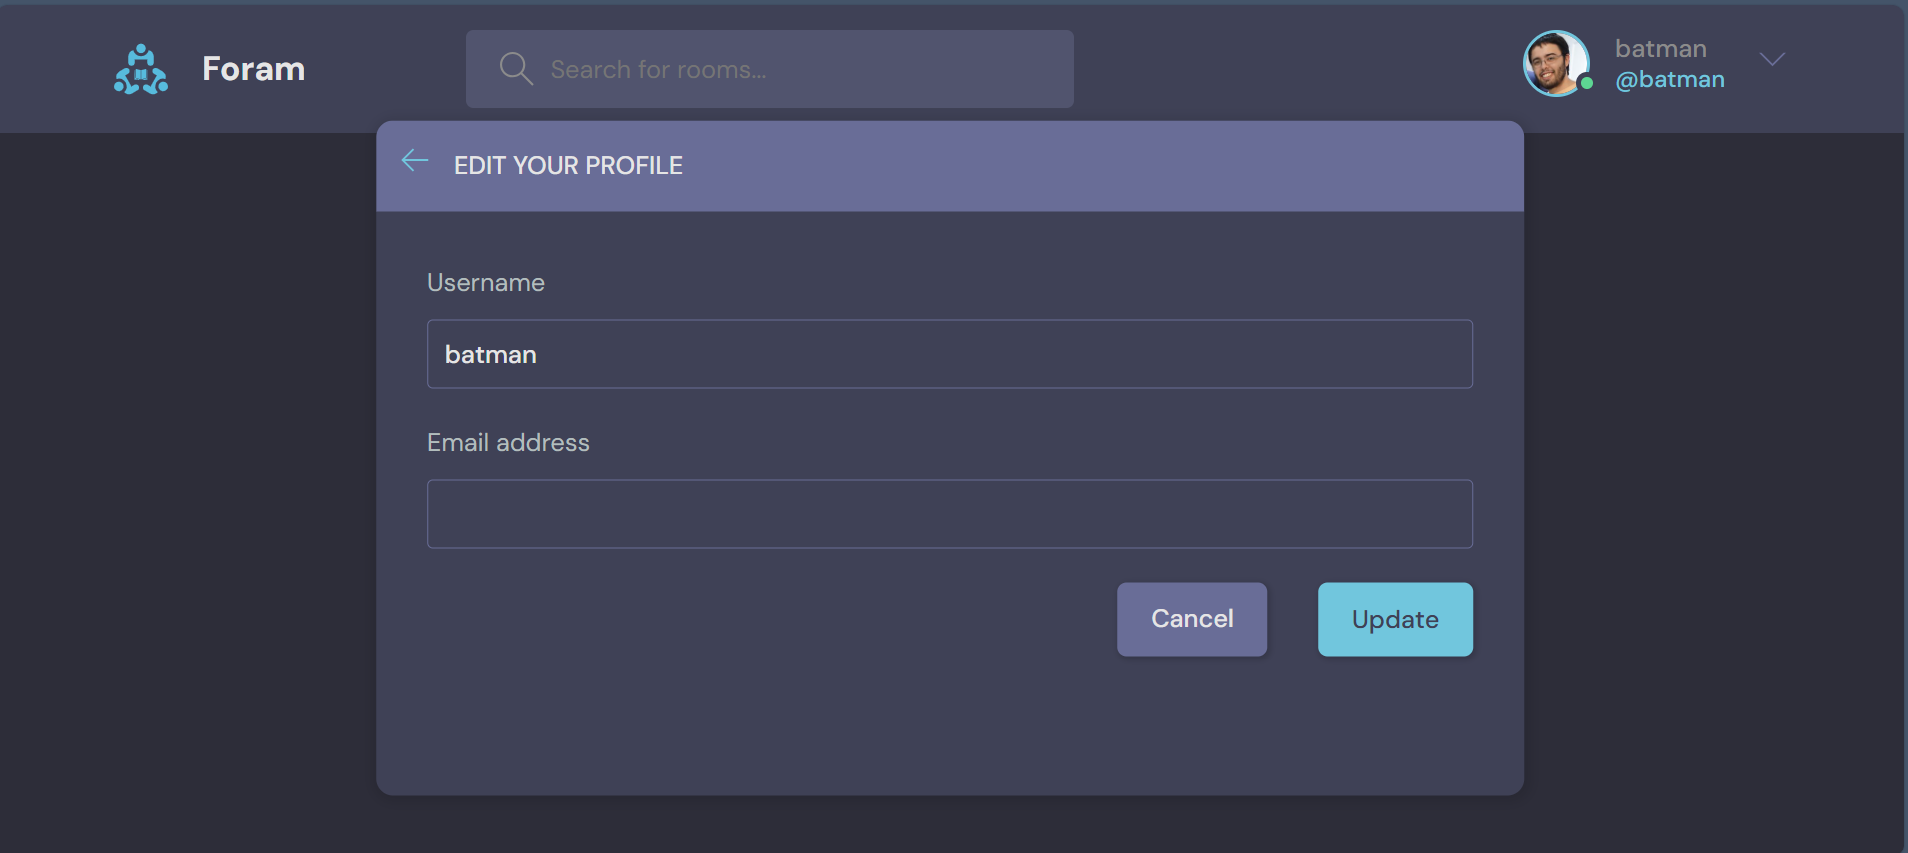 Foram
Search for rooms...
batman
@batman
EDIT YOUR PROFILE
Username
batman
Email address
Cancel
Update